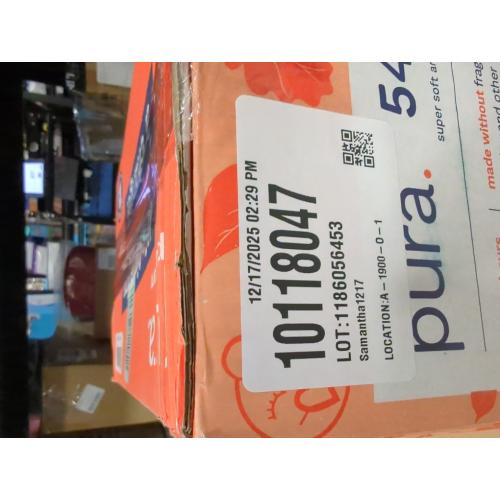 12/17/2025 02:29 PM
10118047
LOT:1186056453
Samantha1217
LOCATION:A-1900-0-1
pura.
54
super soft
made without
and other